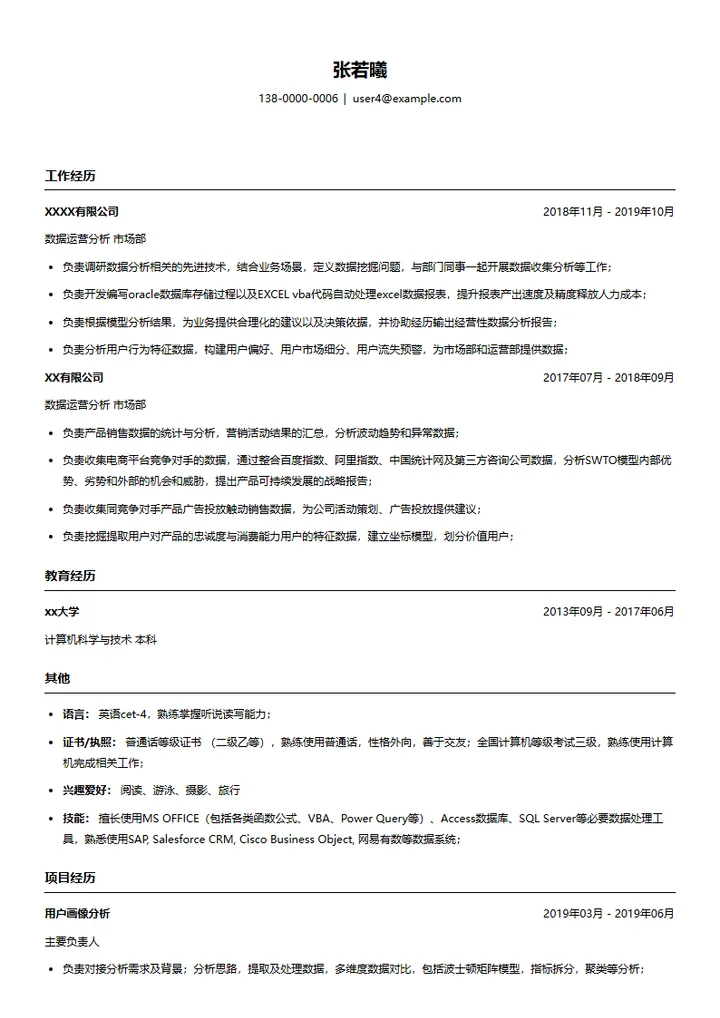 张若曦
138-0000-0006 | user4@example.com
工作经历
XXXX有限公司 2018年11月 - 2019年10月
数据运营分析 市场部
• 负责调研数据分析相关的先进技术，结合业务场景，定义数据挖掘问题，与部门同事一起开展数据收集分析等工作；
• 负责开发编写oracle数据库存储过程以及EXCEL vba代码自动处理excel数据报表，提升报表产出速度及精度释放人力成本；
• 负责根据模型分析结果，为业务提供合理化的建议以及决策依据，并协助经历输出经营性数据分析报告；
• 负责分析用户行为特征数据，构建用户偏好、用户市场细分、用户流失预警，为市场部和运营部提供数据；
XX有限公司 2017年07月 - 2018年09月
数据运营分析 市场部
• 负责产品销售数据的统计与分析，营销活动结果的汇总，分析波动趋势和异常数据；
• 负责收集电商平台竞争对手的数据，通过整合百度指数、阿里指数、中国统计网及第三方咨询公司数据，分析SWTO模型内部优
势、劣势和外部的机会和威胁，提出产品可持续发展的战略报告；
• 负责收集同竞争对手产品广告投放触动销售数据，为公司活动策划、广告投放提供建议；
• 负责挖掘提取用户对产品的忠诚度与消费能力用户的特征数据，建立坐标模型，划分价值用户；
教育经历
xx大学 2013年09月 - 2017年06月
计算机科学与技术 本科
其他
• 语言： 英语cet-4，熟练掌握听说读写能力；
• 证书/执照： 普通话等级证书 （二级乙等），熟练使用普通话，性格外向，善于交友；全国计算机等级考试三级，熟练使用计算
机完成相关工作；
• 兴趣爱好： 阅读、游泳、摄影、旅行
• 技能： 擅长使用MS OFFICE（包括各类函数公式、VBA、Power Query等）、Access数据库、SQL Server等必要数据处理工
具，熟悉使用SAP, Salesforce CRM, Cisco Business Object, 网易有数等数据系统；
项目经历
用户画像分析 2019年03月 - 2019年06月
主要负责人
• 负责对接分析需求及背景；分析思路，提取及处理数据，多维度数据对比，包括波士顿矩阵模型，指标拆分，聚类等分析；